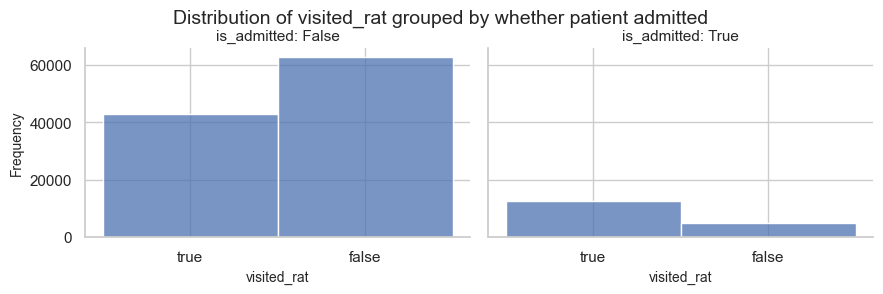 Distribution of visited_rat grouped by whether patient admitted
is_admitted: False
is_admitted: True
Frequency
60000
40000
20000
0
true
false
true
false
visited_rat
visited_rat